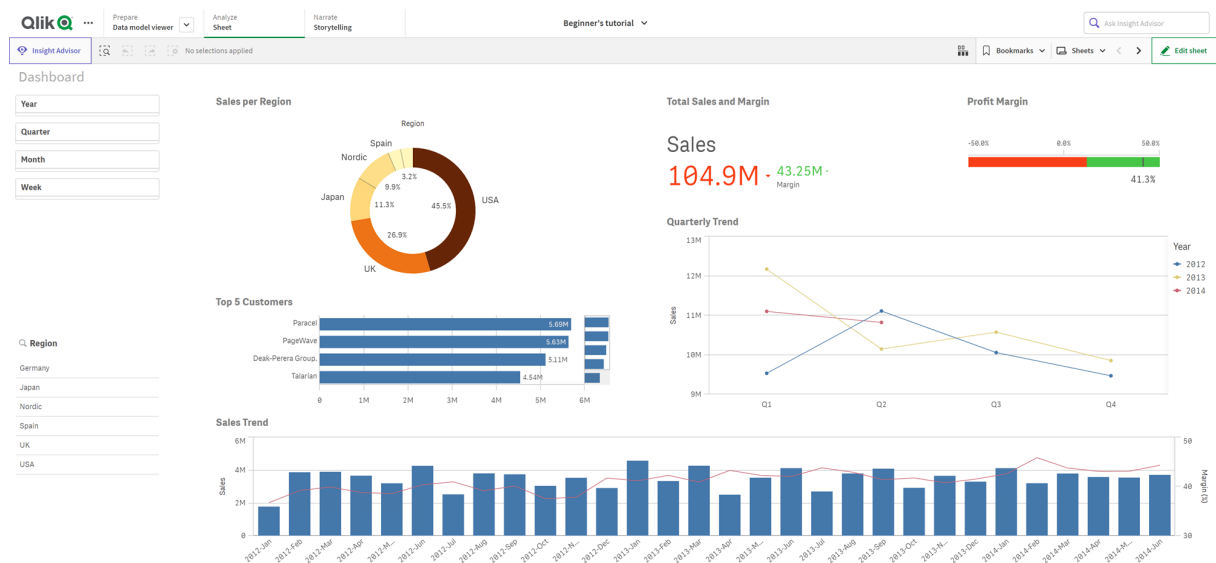 Qlik
Prepare
Data model viewer
Analyze
Sheet
Narrate
Storytelling
Beginner's tutorial
Ask Insight Advisor
Insight Advisor
No selections applied
Bookmarks
Sheets
Edit sheet
Dashboard
Year
Quarter
Month
Week
Region
Germany
Japan
Nordic
Spain
UK
USA
Sales per Region
Region
Spain
Nordic
Japan
UK
USA
3.2%
9.9%
11.3%
26.9%
45.5%
Total Sales and Margin
Sales
104.9M
43.25M
Margin
Profit Margin
-50.0% 0.0% 50.0%
41.3%
Top 5 Customers
Paracel 5.69M
PageWave 5.63M
Deak-Perera Group. 5.11M
Talarian 4.54M
0 1M 2M 3M 4M 5M 6M
Quarterly Trend
Sales
13M
12M
11M
10M
9M
Q1 Q2 Q3 Q4
Year
2012
2013
2014
Sales Trend
Sales
6M
4M
2M
0
50
40
30
Margin (%)
2012-Jan 2012-Feb 2012-Mar 2012-Apr 2012-M... 2012-Jun 2012-Jul 2012-Aug 2012-Sep 2012-Oct 2012-N... 2012-Dec 2013-Jan 2013-Feb 2013-Mar 2013-Apr 2013-M... 2013-Jun 2013-Jul 2013-Aug 2013-Sep 2013-Oct 2013-N... 2013-Dec 2014-Jan 2014-Feb 2014-Mar 2014-Apr 2014-M... 2014-Jun